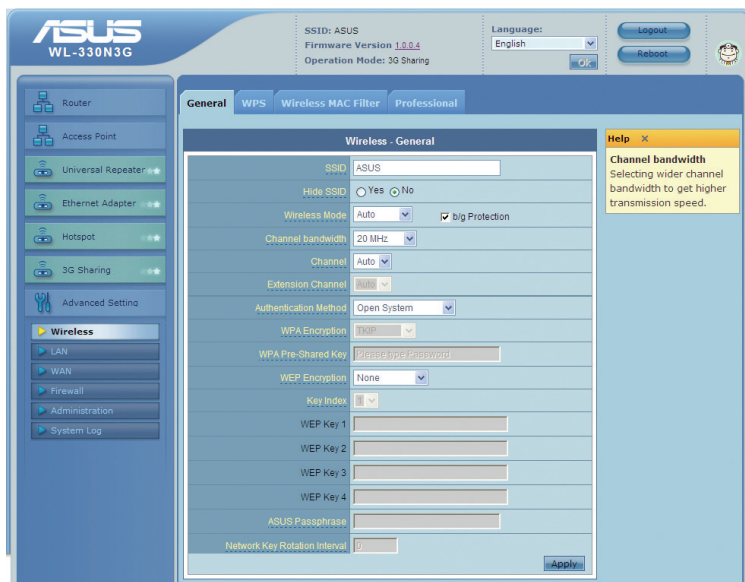 ASUS
WL-330N3G
SSID: ASUS
Firmware Version 1.0.0.4
Operation Mode: 3G Sharing
Language:
English
Ok
Logout
Reboot
Router
Access Point
Universal Repeater
Ethernet Adapter
Hotspot
3G Sharing
Advanced Setting
Wireless
LAN
WAN
Firewall
Administration
System Log
General WPS Wireless MAC Filter Professional
Wireless - General
SSID ASUS
Hide SSID Yes No
Wireless Mode Auto b/g Protection
Channel bandwidth 20 MHz
Channel Auto
Extension Channel Auto
Authentication Method Open System
WPA Encryption TKIP
WPA Pre-Shared Key Please type Password
WEP Encryption None
Key Index 1
WEP Key 1
WEP Key 2
WEP Key 3
WEP Key 4
ASUS Passphrase
Network Key Rotation Interval 0
Apply
Help X
Channel bandwidth
Selecting wider channel
bandwidth to get higher
transmission speed.